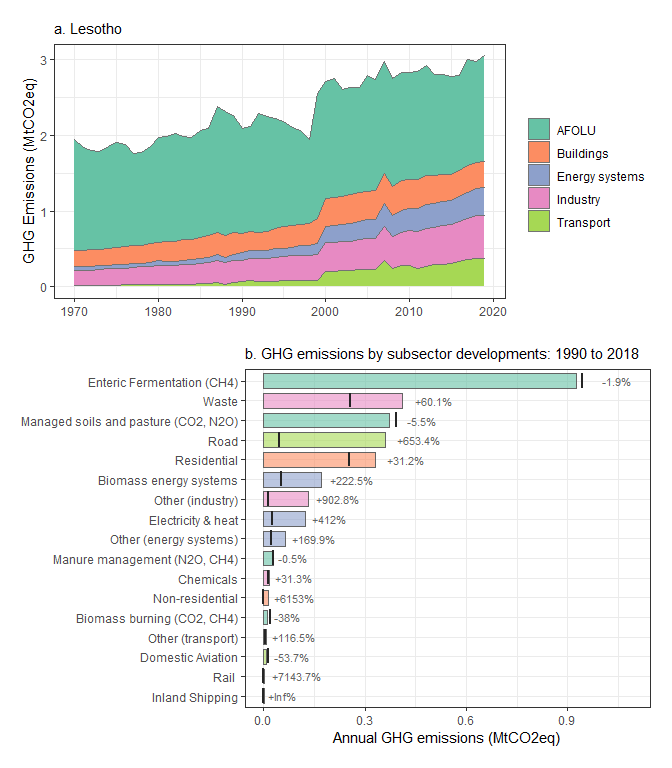 a. Lesotho
GHG Emissions (MtCO2eq)
3
2
1
0
1970
1980
1990
2000
2010
2020
AFOLU
Buildings
Energy systems
Industry
Transport
b. GHG emissions by subsector developments: 1990 to 2018
Enteric Fermentation (CH4) -1.9%
Waste +60.1%
Managed soils and pasture (CO2, N2O) -5.5%
Road +653.4%
Residential +31.2%
Biomass energy systems +222.5%
Other (industry) +902.8%
Electricity & heat +412%
Other (energy systems) +169.9%
Manure management (N2O, CH4) -0.5%
Chemicals +31.3%
Non-residential +6153%
Biomass burning (CO2, CH4) -38%
Other (transport) +116.5%
Domestic Aviation -53.7%
Rail +7143.7%
Inland Shipping +Inf%
0.0
0.3
0.6
0.9
Annual GHG emissions (MtCO2eq)